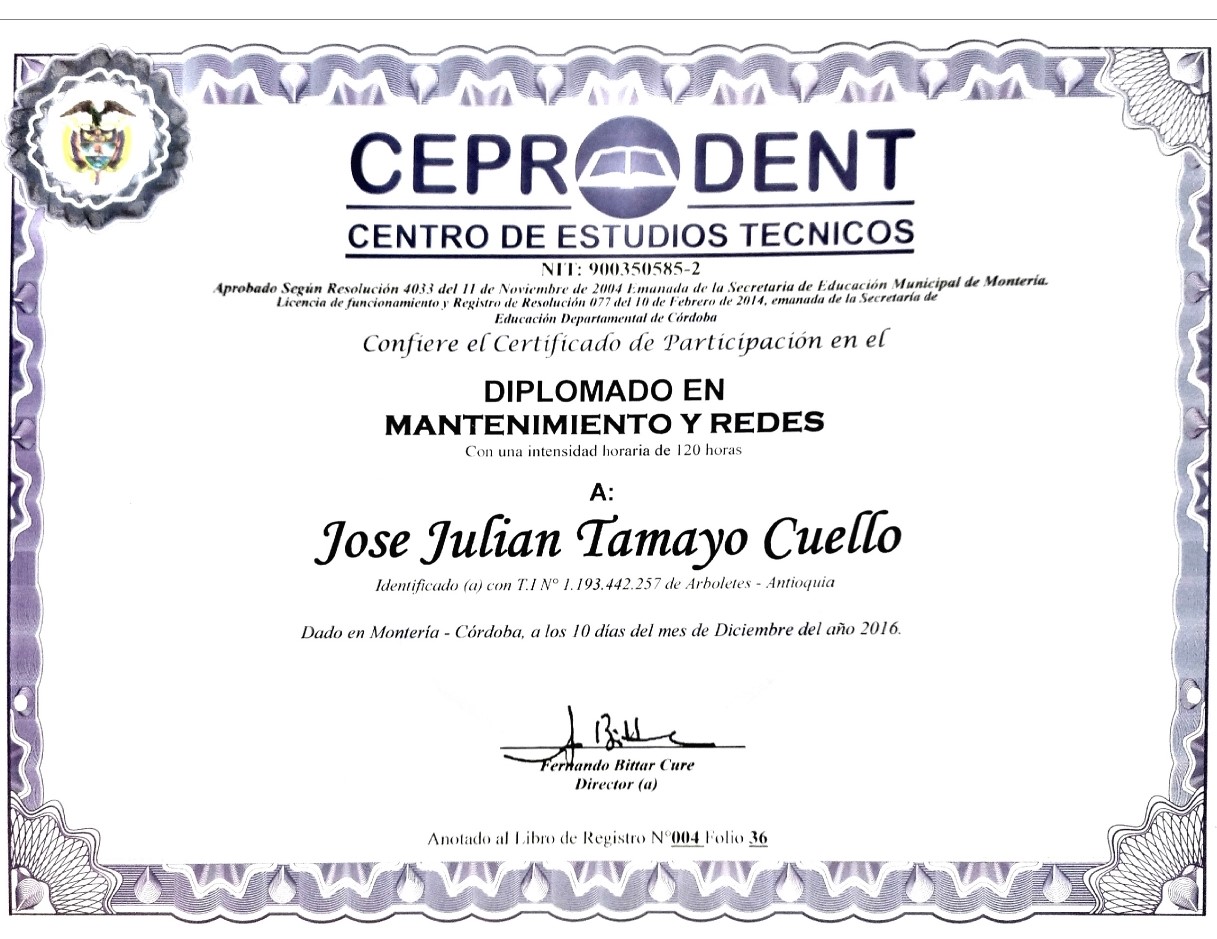 CEPRODENT
CENTRO DE ESTUDIOS TECNICOS
NIT: 900350585-2
Aprobado Según Resolución 4033 del 11 de Noviembre de 2004 Emanada de la Secretaria de Educación Municipal de Montería.
Licencia de funcionamiento y Registro de Resolución 077 del 10 de Febrero de 2014, emanada de la Secretaría de
Educación Departamental de Córdoba
Confiere el Certificado de Participación en el
DIPLOMADO EN
MANTENIMIENTO Y REDES
Con una intensidad horaria de 120 horas
A:
Jose Julian Tamayo Cuello
Identificado (a) con T.I Nº 1.193.442.257 de Arboletes - Antioquia
Dado en Montería - Córdoba, a los 10 días del mes de Diciembre del año 2016.
Fernando Bittar Cure
Director (a)
Anotado al Libro de Registro Nº004 Folio 36